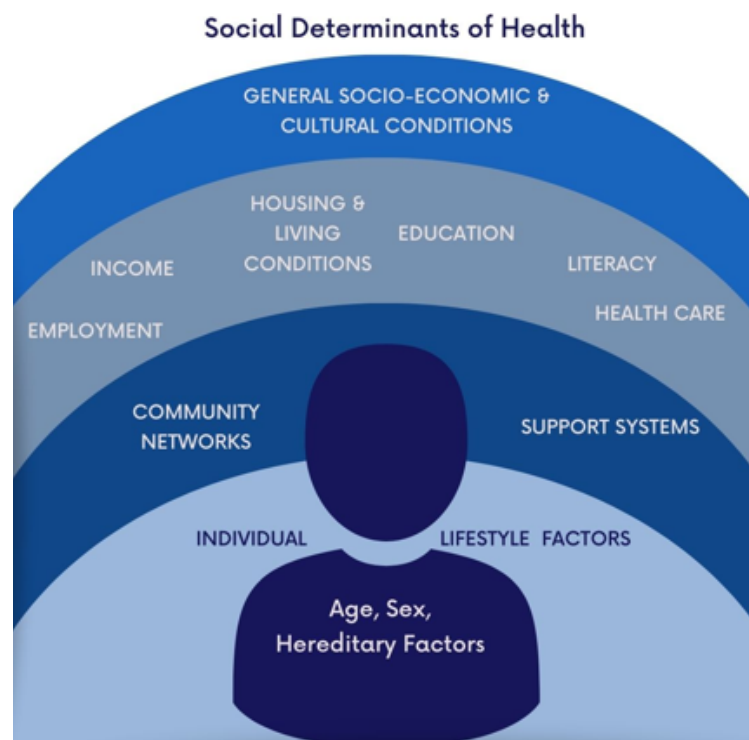 Social Determinants of Health
GENERAL SOCIO-ECONOMIC &
CULTURAL CONDITIONS
HOUSING &
LIVING
CONDITIONS
EDUCATION
INCOME
LITERACY
EMPLOYMENT
HEALTH CARE
COMMUNITY
NETWORKS
SUPPORT SYSTEMS
INDIVIDUAL LIFESTYLE FACTORS
Age, Sex,
Hereditary Factors